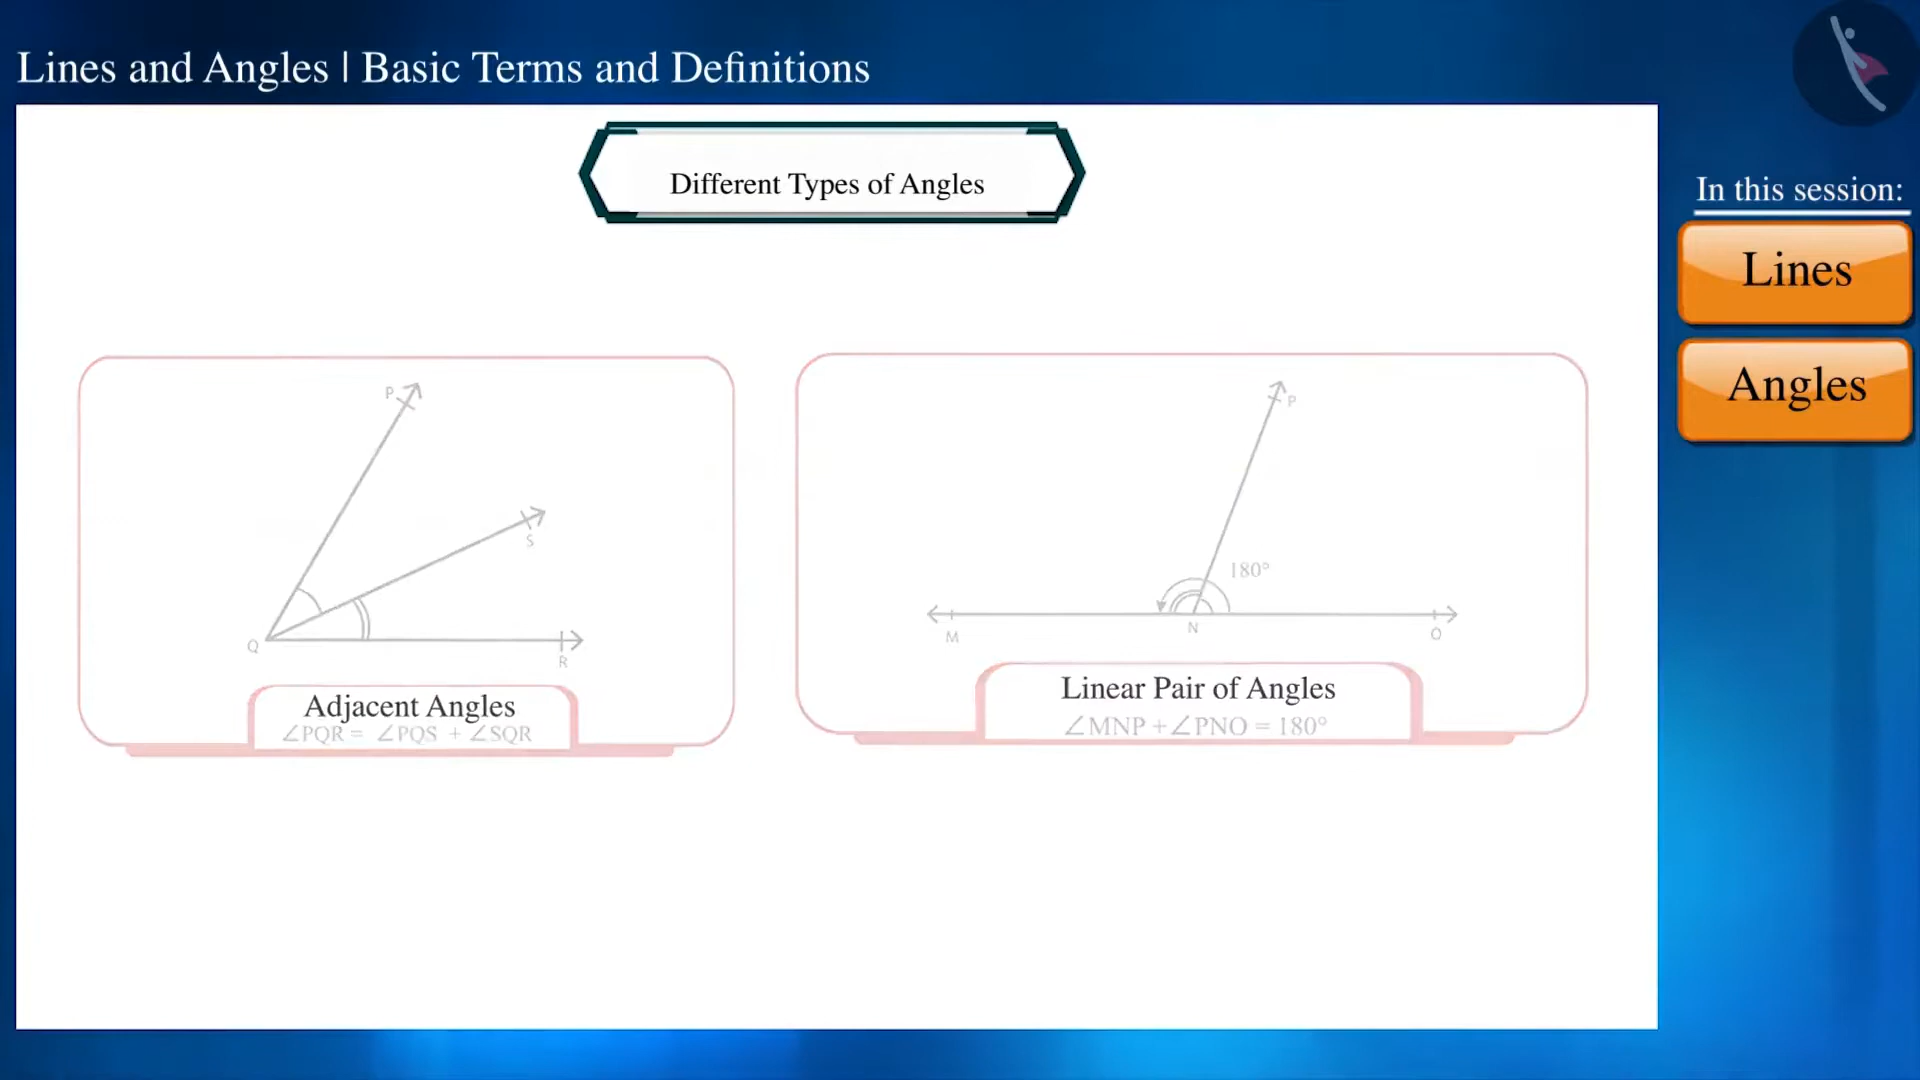 Lines and Angles | Basic Terms and Definitions
Different Types of Angles
In this session:
Lines
Angles
P
S
Q
R
Adjacent Angles
∠PQR = ∠PQS + ∠SQR
P
180°
M
N
O
Linear Pair of Angles
∠MNP + ∠PNO = 180°